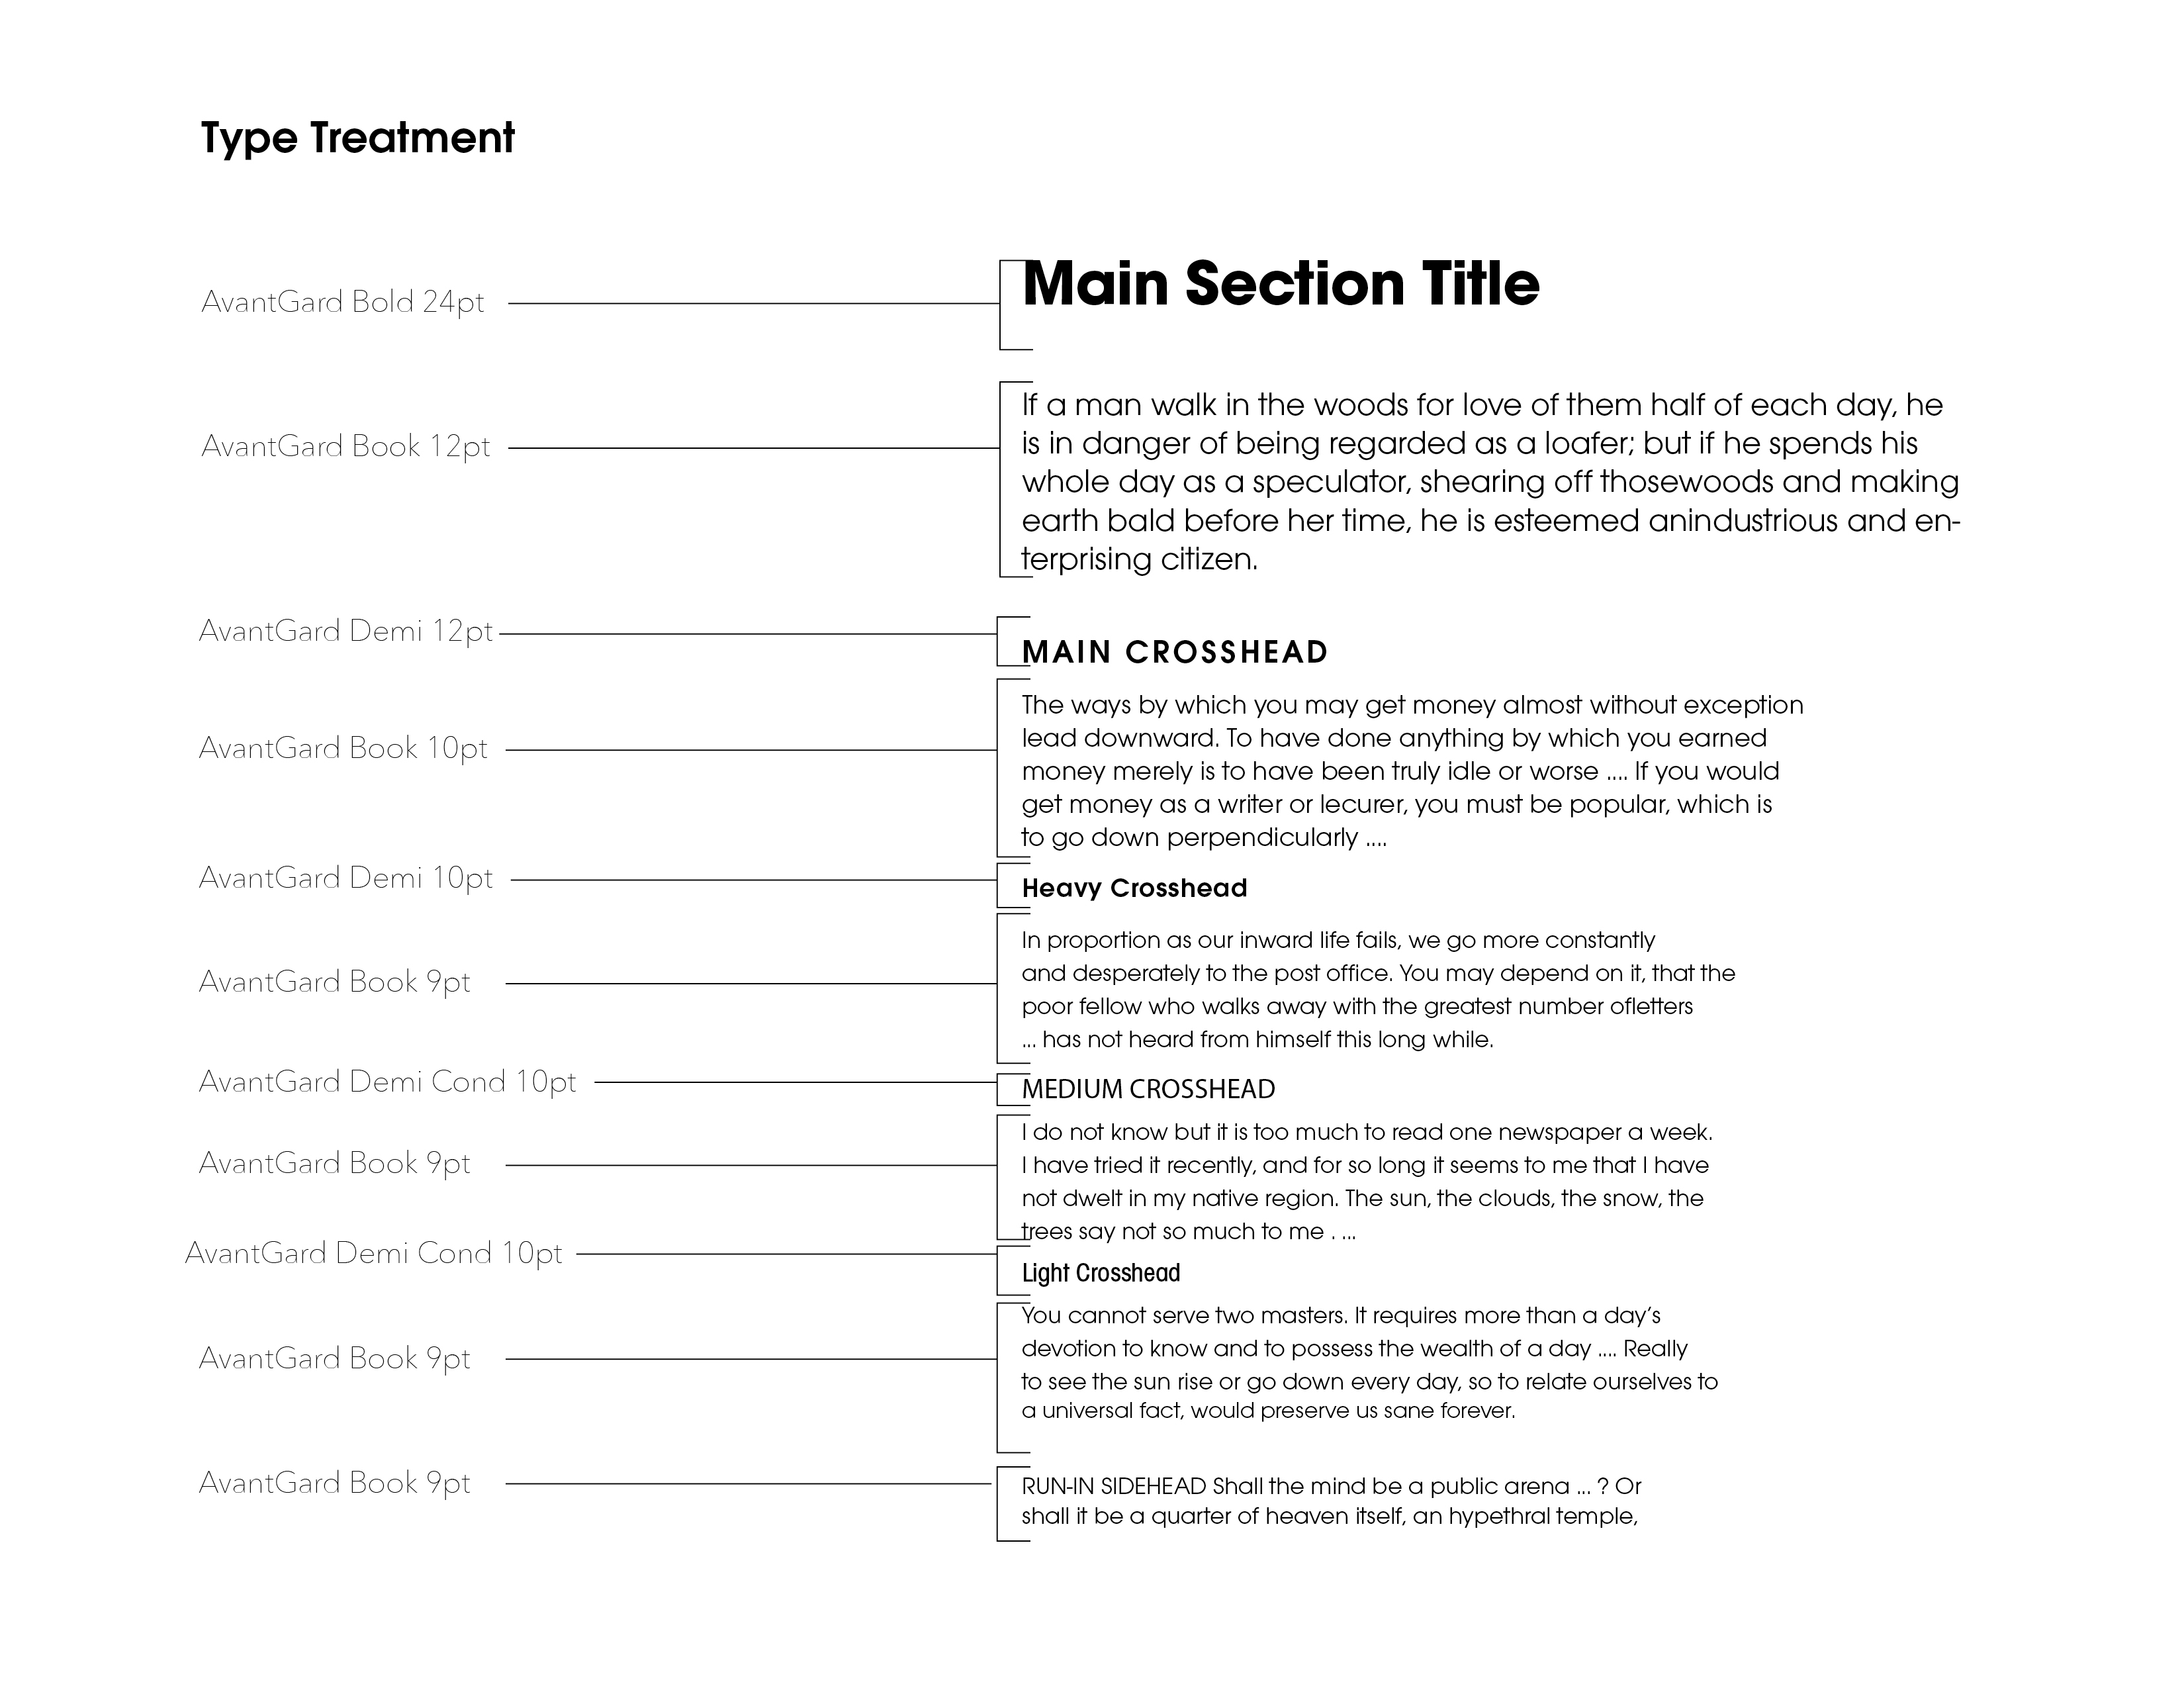 Type Treatment
AvantGard Bold 24pt
Main Section Title
AvantGard Book 12pt
If a man walk in the woods for love of them half of each day, he
is in danger of being regarded as a loafer; but if he spends his
whole day as a speculator, shearing off thosewoods and making
earth bald before her time, he is esteemed anindustrious and en-
terprising citizen.
AvantGard Demi 12pt
MAIN CROSSHEAD
AvantGard Book 10pt
The ways by which you may get money almost without exception
lead downward. To have done anything by which you earned
money merely is to have been truly idle or worse .... If you would
get money as a writer or lecurer, you must be popular, which is
to go down perpendicularly ....
AvantGard Demi 10pt
Heavy Crosshead
AvantGard Book 9pt
In proportion as our inward life fails, we go more constantly
and desperately to the post office. You may depend on it, that the
poor fellow who walks away with the greatest number ofletters
... has not heard from himself this long while.
AvantGard Demi Cond 10pt
MEDIUM CROSSHEAD
AvantGard Book 9pt
I do not know but it is too much to read one newspaper a week.
I have tried it recently, and for so long it seems to me that I have
not dwelt in my native region. The sun, the clouds, the snow, the
trees say not so much to me . ...
AvantGard Demi Cond 10pt
Light Crosshead
AvantGard Book 9pt
You cannot serve two masters. It requires more than a day’s
devotion to know and to possess the wealth of a day .... Really
to see the sun rise or go down every day, so to relate ourselves to
a universal fact, would preserve us sane forever.
AvantGard Book 9pt
RUN-IN SIDEHEAD Shall the mind be a public arena ... ? Or
shall it be a quarter of heaven itself, an hypethral temple,